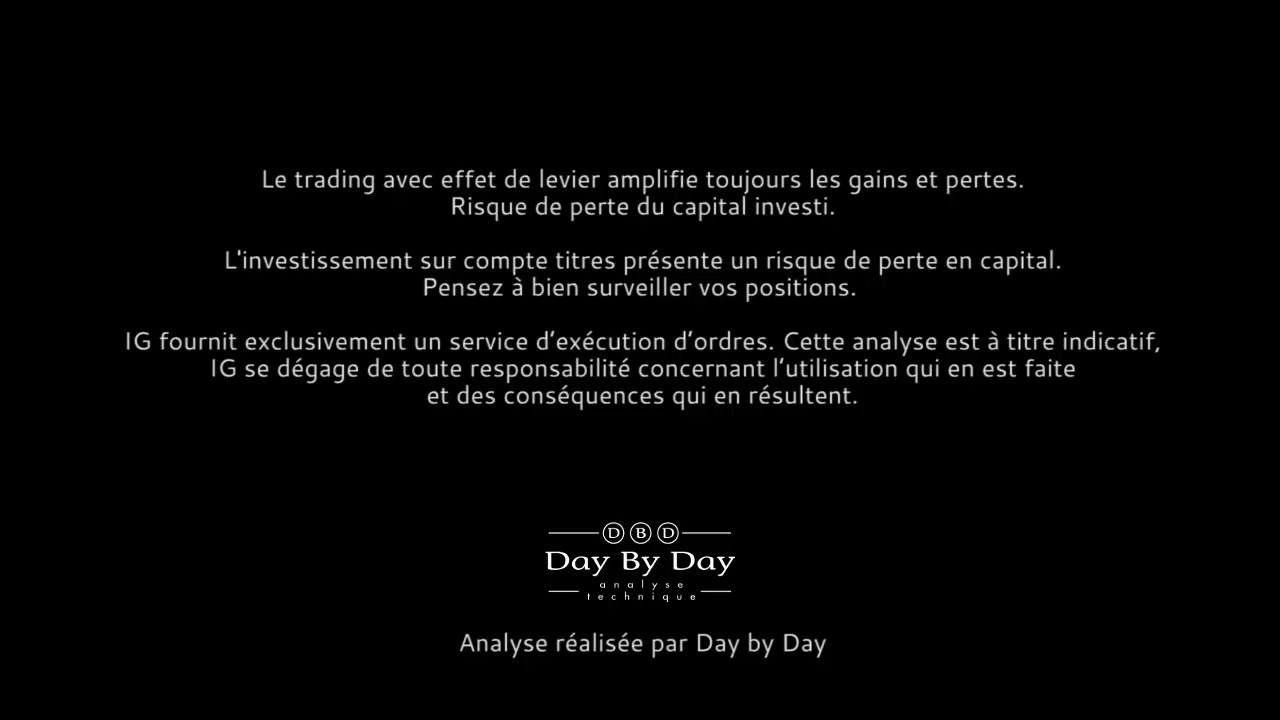 Le trading avec effet de levier amplifie toujours les gains et pertes.
Risque de perte du capital investi.
L'investissement sur compte titres présente un risque de perte en capital.
Pensez à bien surveiller vos positions.
IG fournit exclusivement un service d’exécution d’ordres. Cette analyse est à titre indicatif,
IG se dégage de toute responsabilité concernant l’utilisation qui en est faite
et des conséquences qui en résultent.
D B D
Day By Day
analyse
technique
Analyse réalisée par Day by Day